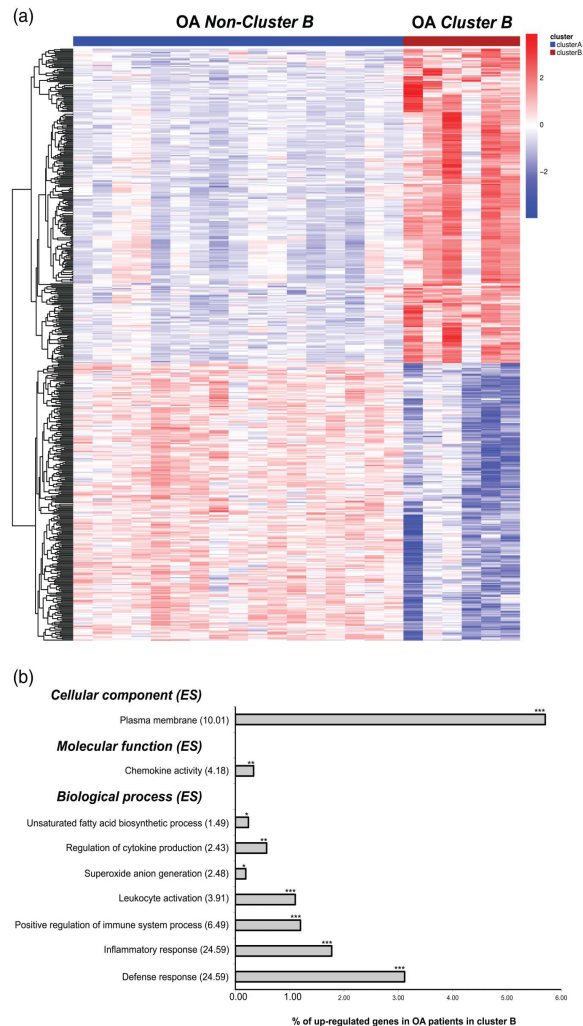 (a)
OA Non-Cluster B
OA Cluster B
cluster
clusterA
clusterB
2
0
−2
(b)
Cellular component (ES)
Plasma membrane (10.01)
***
Molecular function (ES)
Chemokine activity (4.18)
**
Biological process (ES)
Unsaturated fatty acid biosynthetic process (1.49)
*
Regulation of cytokine production (2.43)
**
Superoxide anion generation (2.48)
*
Leukocyte activation (3.91)
***
Positive regulation of immune system process (6.49)
***
Inflammatory response (24.59)
***
Defense response (24.59)
***
0.00 1.00 2.00 3.00 4.00 5.00 6.00
% of up-regulated genes in OA patients in cluster B